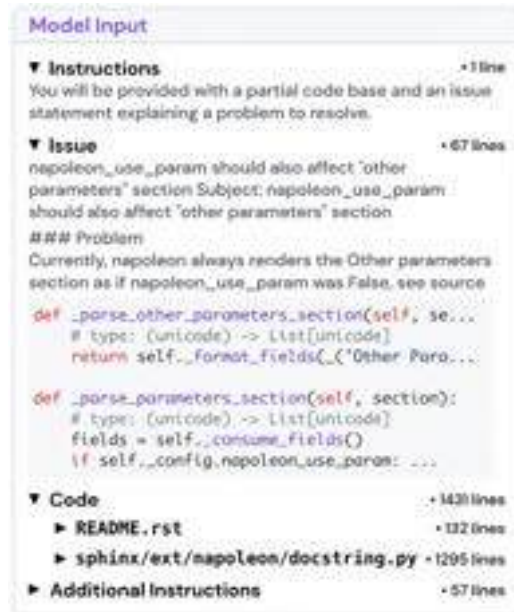 Model Input
▼ Instructions • 1 line
You will be provided with a partial code base and an issue
statement explaining a problem to resolve.
▼ Issue • 67 lines
napoleon_use_param should also affect "other
parameters" section Subject: napoleon_use_param
should also affect "other parameters" section
### Problem
Currently, napoleon always renders the Other parameters
section as if napoleon_use_param was False, see source
def _parse_other_parameters_section(self, se...
# type: (unicode) -> List[unicode]
return self._format_fields(_('Other Para...
def _parse_parameters_section(self, section):
# type: (unicode) -> List[unicode]
fields = self._consume_fields()
if self._config.napoleon_use_param: ...
▼ Code • 1431 lines
► README.rst • 132 lines
► sphinx/ext/napoleon/docstring.py • 1295 lines
► Additional Instructions • 57 lines